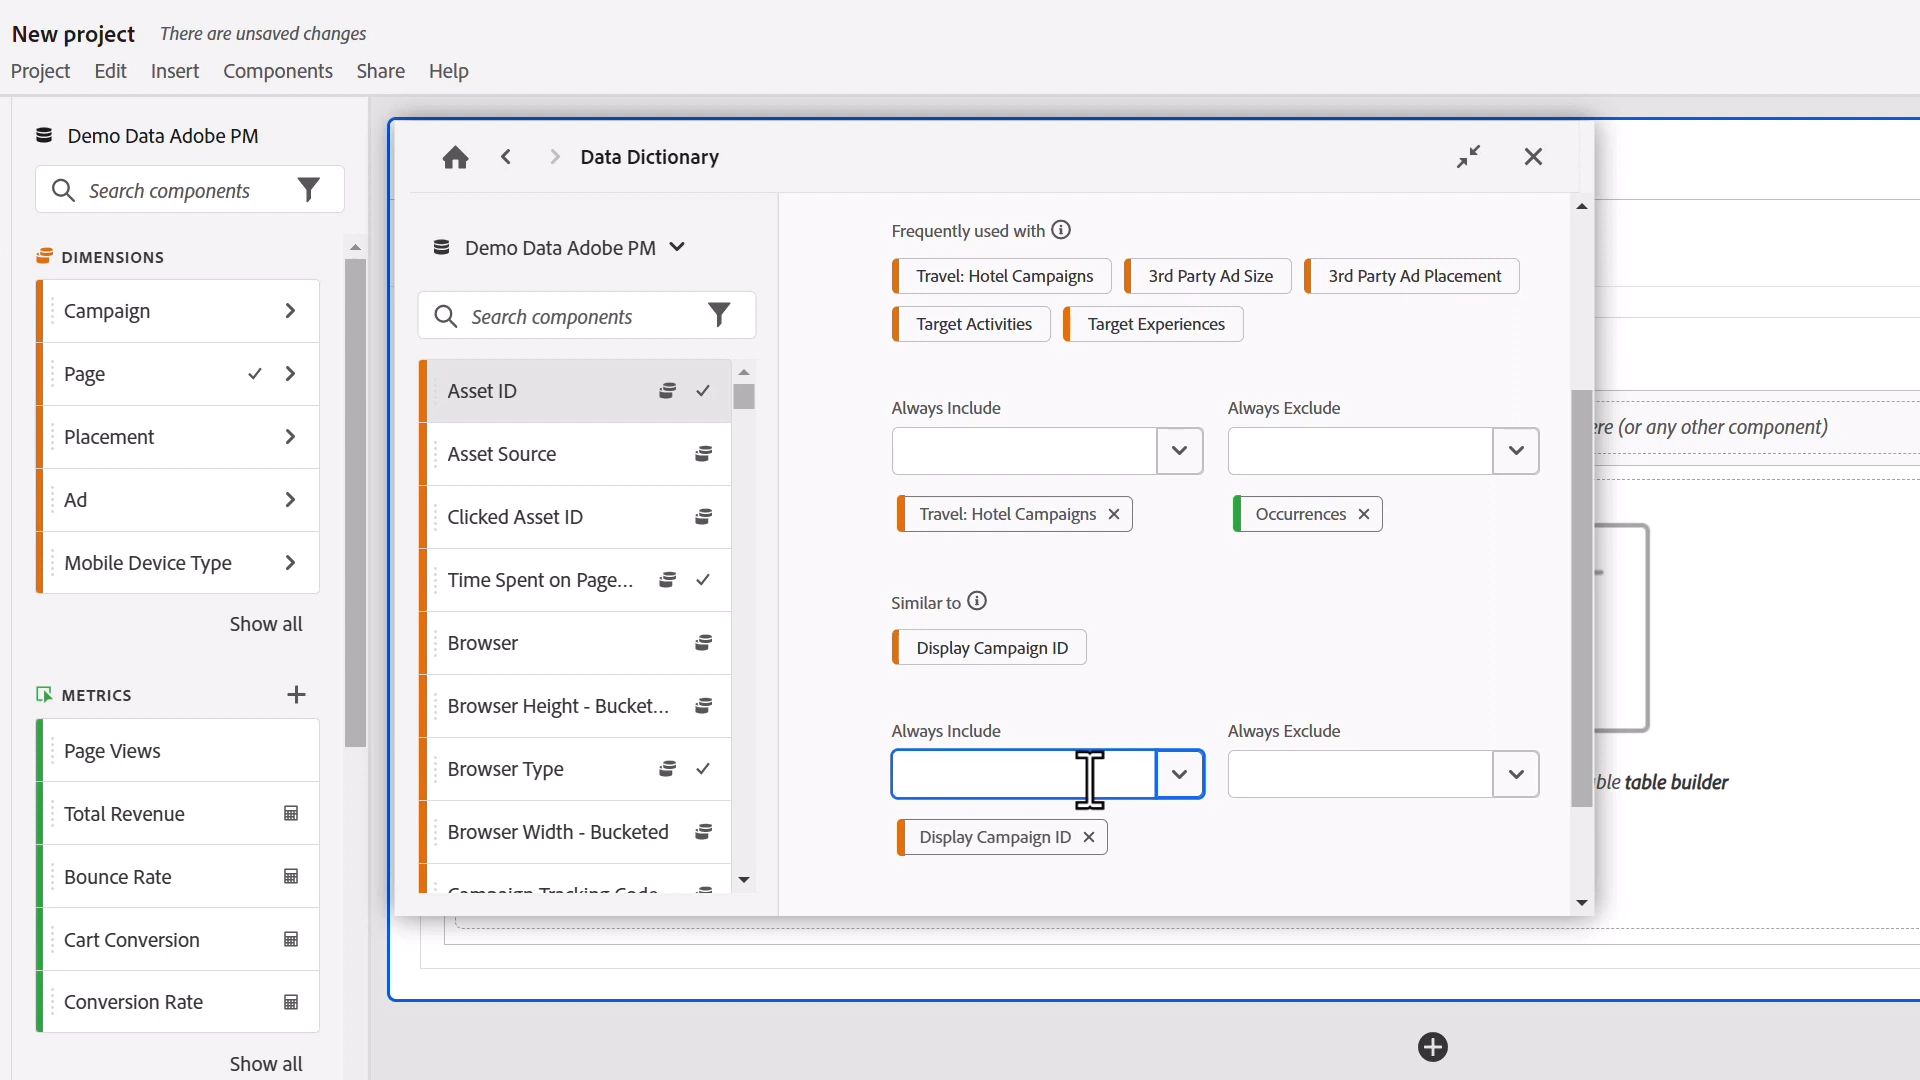 New project There are unsaved changes
Project Edit Insert Components Share Help
Demo Data Adobe PM
Search components
DIMENSIONS
Campaign
Page
Placement
Ad
Mobile Device Type
Show all
METRICS
Page Views
Total Revenue
Bounce Rate
Cart Conversion
Conversion Rate
Show all
Data Dictionary
Demo Data Adobe PM
Search components
Asset ID
Asset Source
Clicked Asset ID
Time Spent on Page...
Browser
Browser Height - Bucket...
Browser Type
Browser Width - Bucketed
Campaign Tracking Code
Frequently used with
Travel: Hotel Campaigns 3rd Party Ad Size 3rd Party Ad Placement
Target Activities Target Experiences
Always Include Always Exclude
Travel: Hotel Campaigns Occurrences
Similar to
Display Campaign ID
Always Include Always Exclude
Display Campaign ID
(or any other component)
table builder